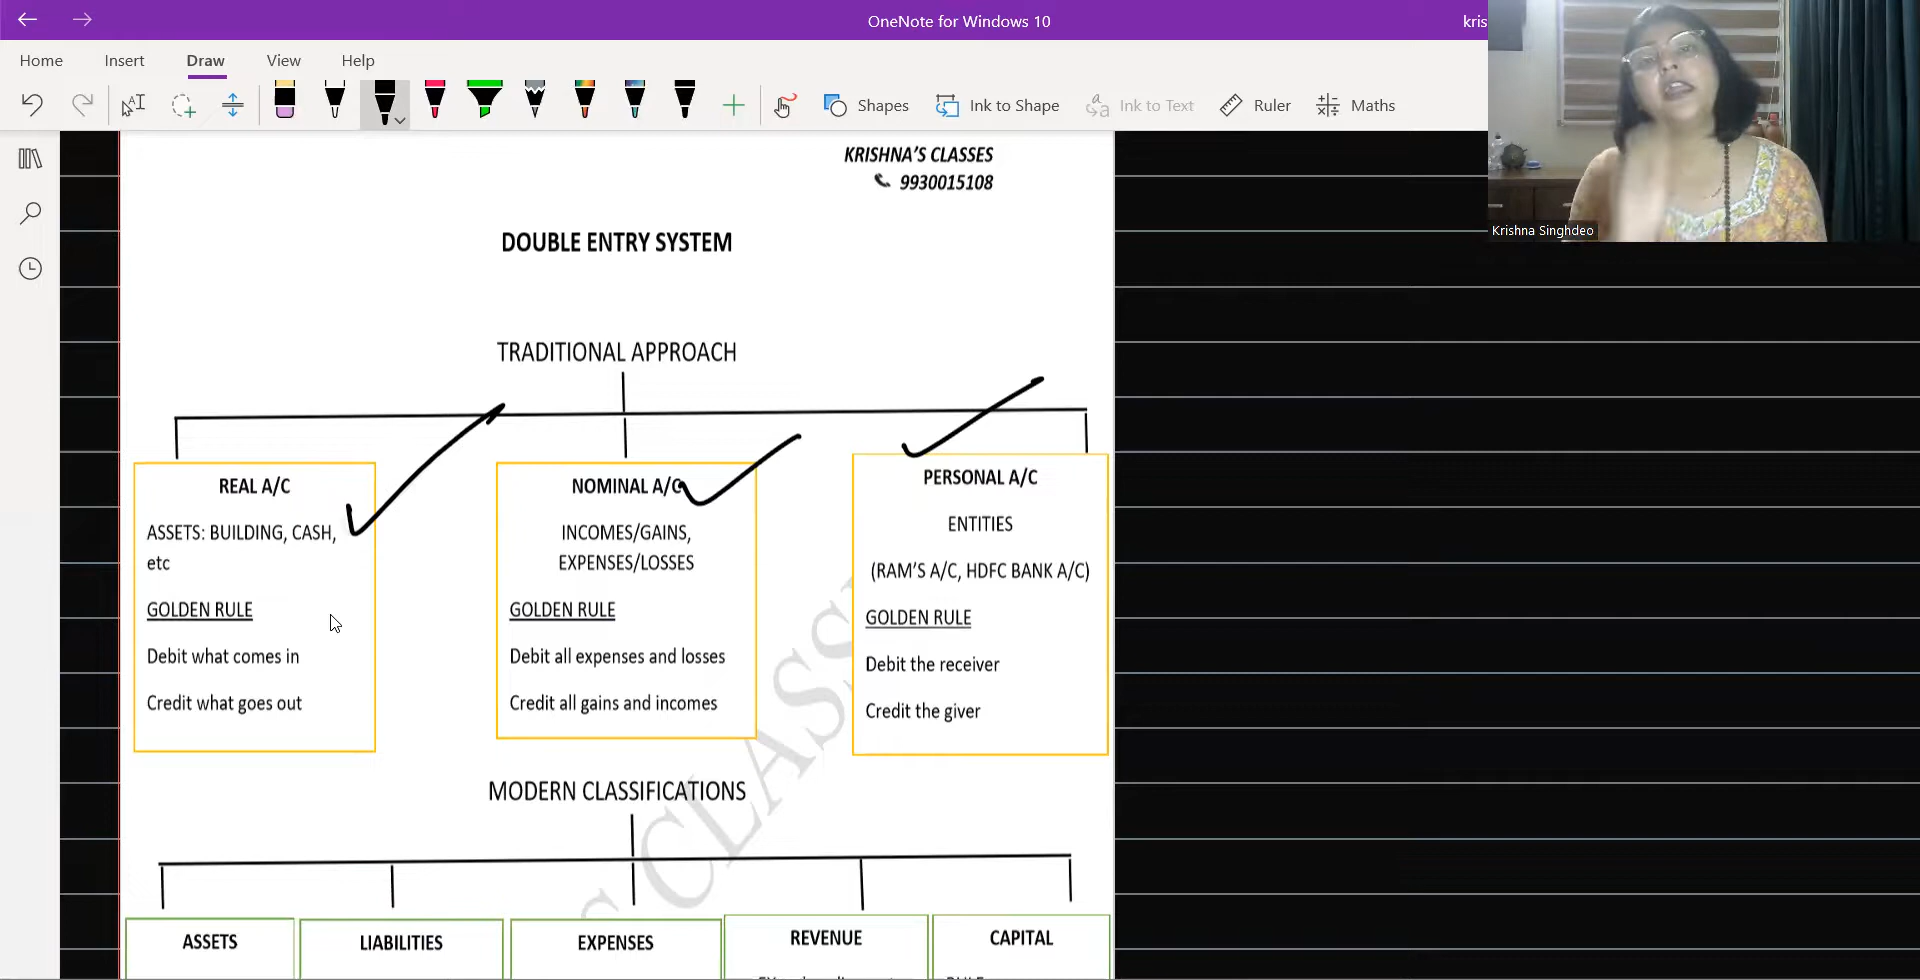 OneNote for Windows 10
kris
Home Insert Draw View Help
Shapes Ink to Shape Ink to Text Ruler Maths
Krishna Singhdeo
KRISHNA'S CLASSES
9930015108
DOUBLE ENTRY SYSTEM
TRADITIONAL APPROACH
REAL A/C
ASSETS: BUILDING, CASH,
etc
GOLDEN RULE
Debit what comes in
Credit what goes out
NOMINAL A/C
INCOMES/GAINS,
EXPENSES/LOSSES
GOLDEN RULE
Debit all expenses and losses
Credit all gains and incomes
PERSONAL A/C
ENTITIES
(RAM'S A/C, HDFC BANK A/C)
GOLDEN RULE
Debit the receiver
Credit the giver
MODERN CLASSIFICATIONS
ASSETS
LIABILITIES
EXPENSES
REVENUE
CAPITAL
S CLASS